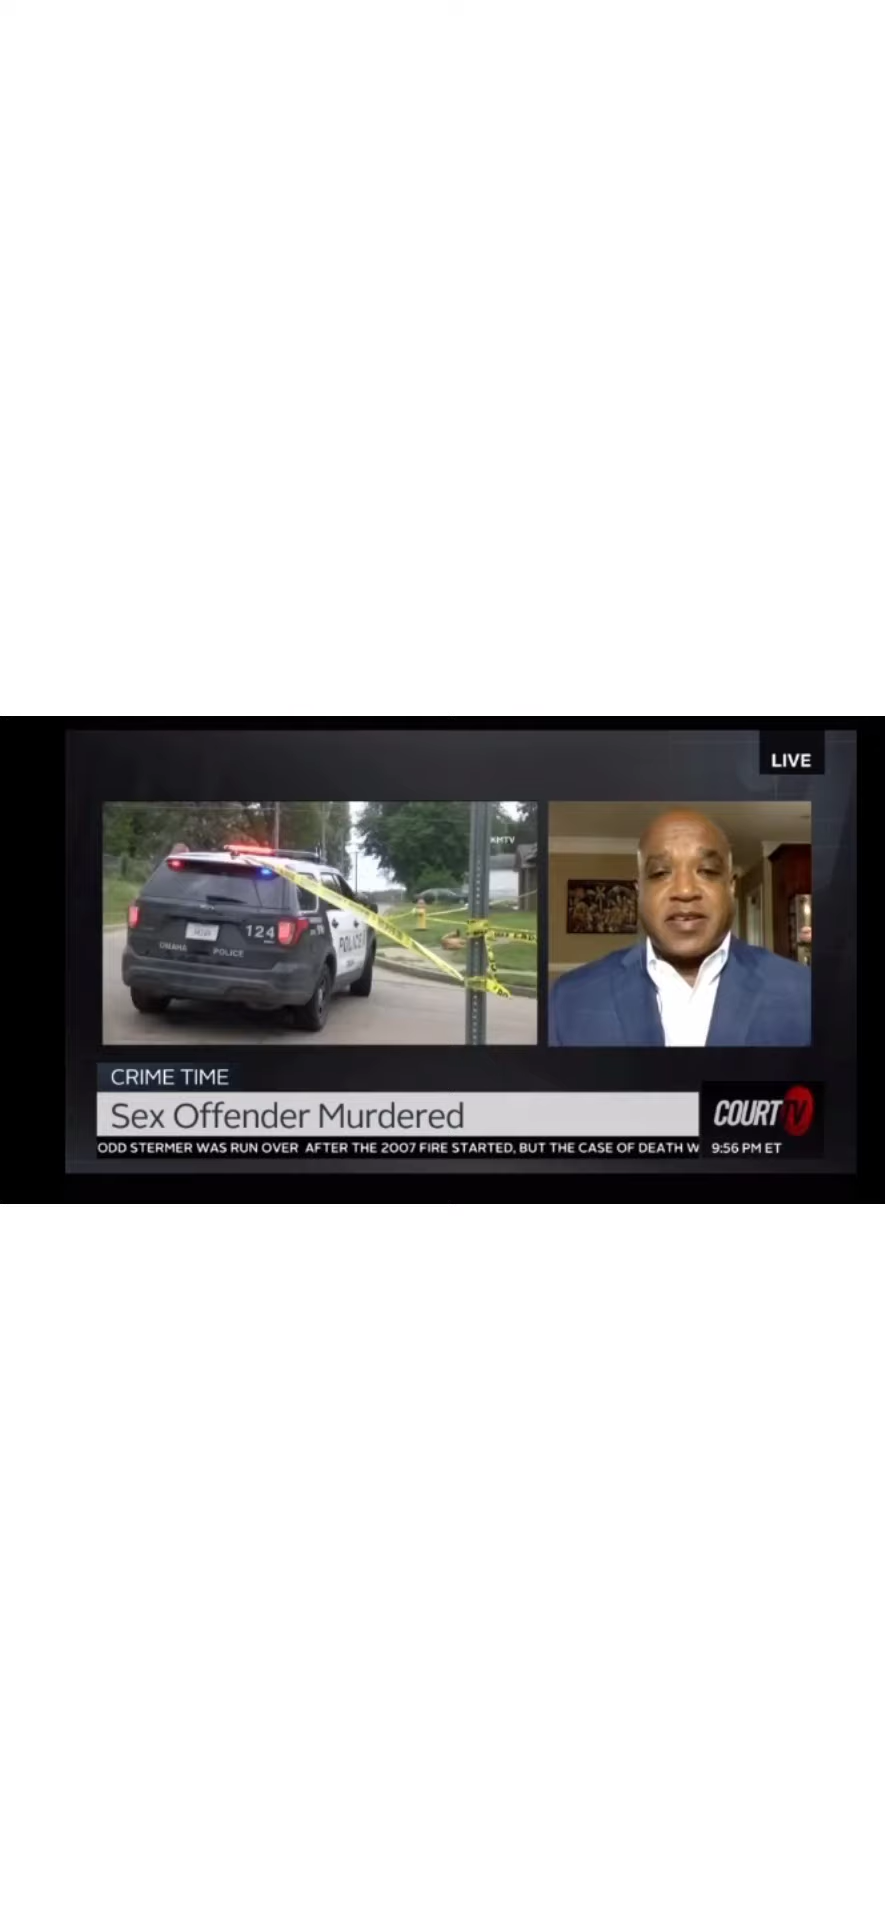 LIVE
KMTV
124
OMAHA POLICE
POLICE
CRIME TIME
Sex Offender Murdered
COURT TV
ODD STERMER WAS RUN OVER AFTER THE 2007 FIRE STARTED, BUT THE CASE OF DEATH W
9:56 PM ET